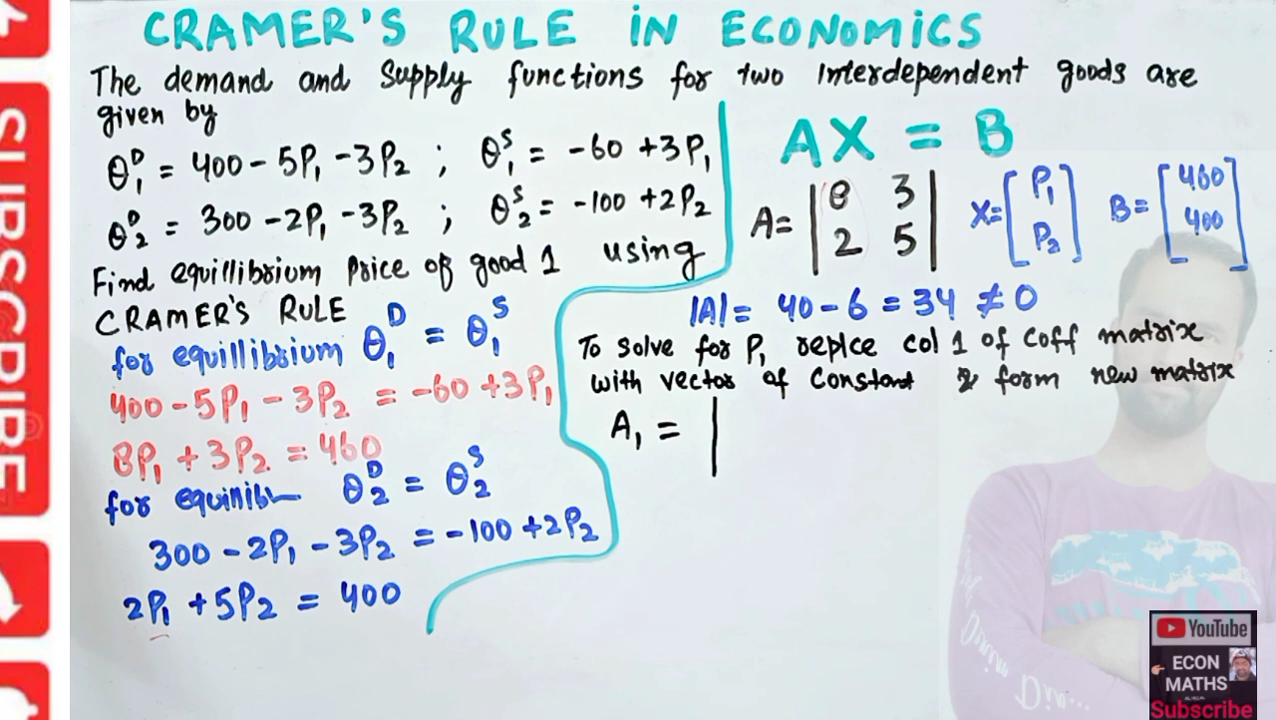 CRAMER'S RULE IN ECONOMICS
The demand and Supply functions for two Interdependent goods are
given by
Q₁ᴰ = 400 - 5P₁ - 3P₂ ; Q₁ˢ = -60 + 3P₁
Q₂ᴰ = 300 - 2P₁ - 3P₂ ; Q₂ˢ = -100 + 2P₂
Find equillibrium Price of good 1 using
CRAMER'S RULE
for equillibrium Q₁ᴰ = Q₁ˢ
400 - 5P₁ - 3P₂ = -60 + 3P₁
8P₁ + 3P₂ = 460
for equinib Q₂ᴰ = Q₂ˢ
300 - 2P₁ - 3P₂ = -100 + 2P₂
2P₁ + 5P₂ = 400
AX = B
A = | 8 3 | X = [ P₁ ] B = [ 460 ]
| 2 5 | [ P₂ ] [ 400 ]
|A| = 40 - 6 = 34 ≠ 0
To solve for P₁ replce col 1 of Coff matrix
with vector of Constant & form new matrix
A₁ = |
SUBSCRIBE
YouTube
ECON
MATHS
Subscribe